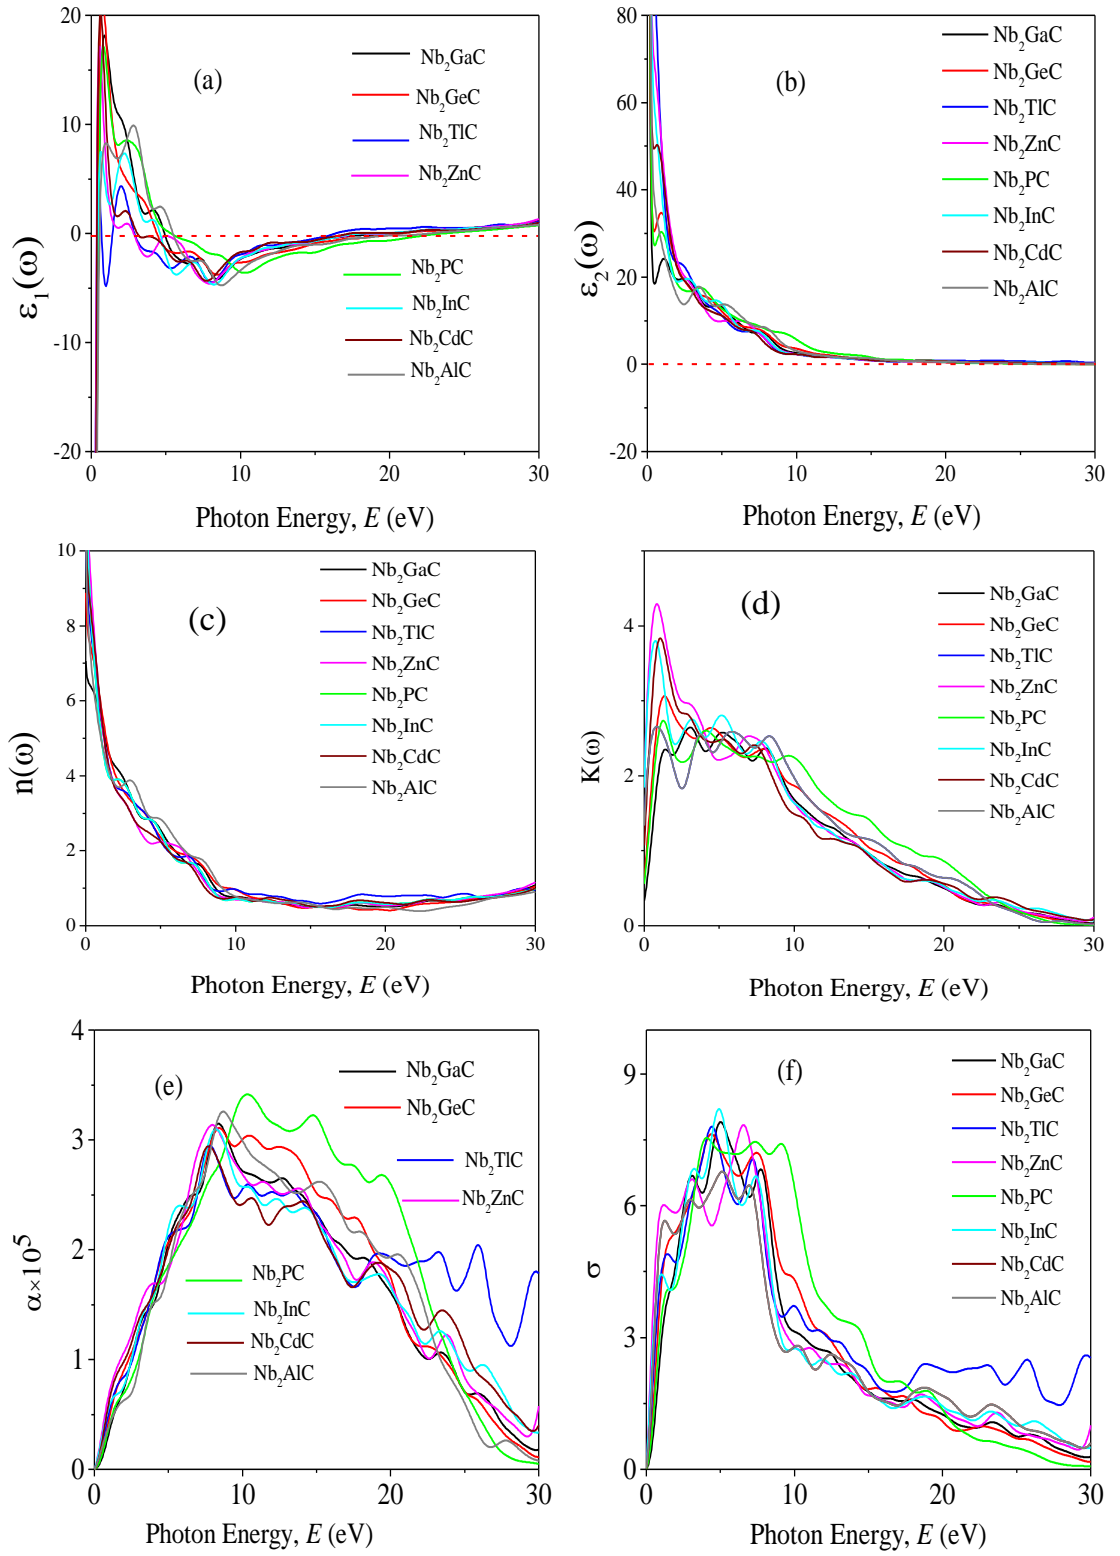 (a)
Nb2GaC
Nb2GeC
Nb2TlC
Nb2ZnC
Nb2PC
Nb2InC
Nb2CdC
Nb2AlC
20
10
0
-10
-20
ε1(ω)
0 10 20 30
Photon Energy, E (eV)
(b)
Nb2GaC
Nb2GeC
Nb2TlC
Nb2ZnC
Nb2PC
Nb2InC
Nb2CdC
Nb2AlC
80
60
40
20
0
-20
ε2(ω)
0 10 20 30
Photon Energy, E (eV)
(c)
Nb2GaC
Nb2GeC
Nb2TlC
Nb2ZnC
Nb2PC
Nb2InC
Nb2CdC
Nb2AlC
10
8
6
4
2
0
n(ω)
0 10 20 30
Photon Energy, E (eV)
(d)
Nb2GaC
Nb2GeC
Nb2TlC
Nb2ZnC
Nb2PC
Nb2InC
Nb2CdC
Nb2AlC
4
2
0
K(ω)
0 10 20 30
Photon Energy, E (eV)
(e)
Nb2GaC
Nb2GeC
Nb2TlC
Nb2ZnC
Nb2PC
Nb2InC
Nb2CdC
Nb2AlC
4
3
2
1
0
α×10^5
0 10 20 30
Photon Energy, E (eV)
(f)
Nb2GaC
Nb2GeC
Nb2TlC
Nb2ZnC
Nb2PC
Nb2InC
Nb2CdC
Nb2AlC
9
6
3
0
σ
0 10 20 30
Photon Energy, E (eV)